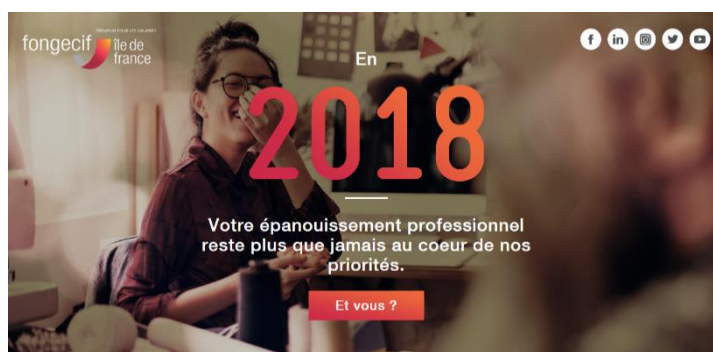 fongecif
île de
france
En
2018
Votre épanouissement professionnel
reste plus que jamais au coeur de nos
priorités.
Et vous ?